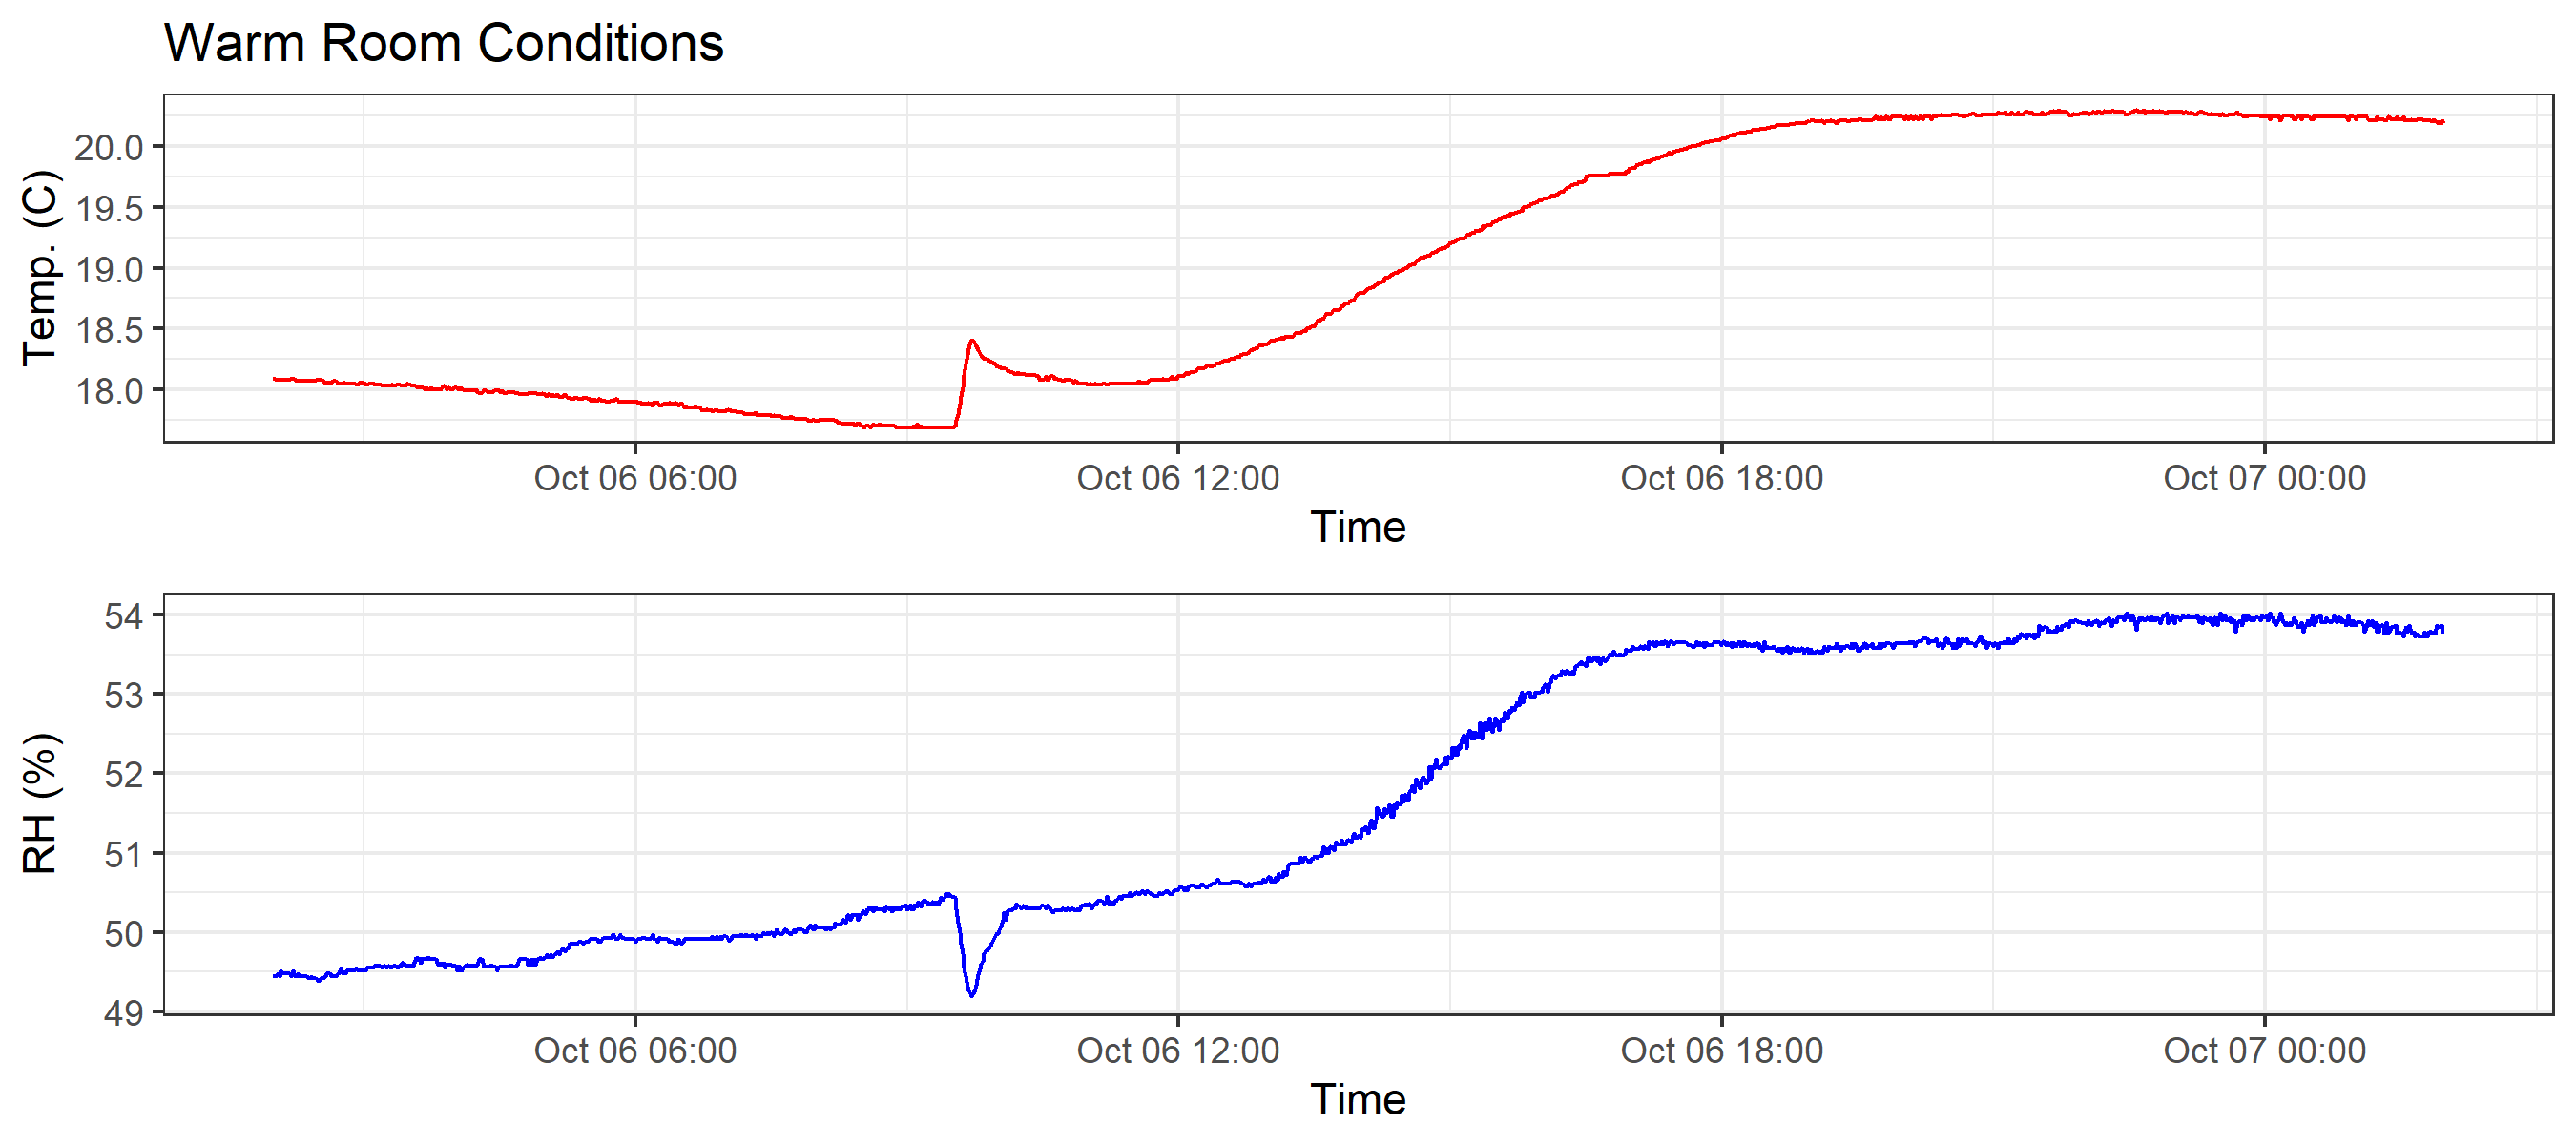 Warm Room Conditions
Temp. (C)
20.0
19.5
19.0
18.5
18.0
Oct 06 06:00 Oct 06 12:00 Oct 06 18:00 Oct 07 00:00
Time
RH (%)
54
53
52
51
50
49
Oct 06 06:00 Oct 06 12:00 Oct 06 18:00 Oct 07 00:00
Time